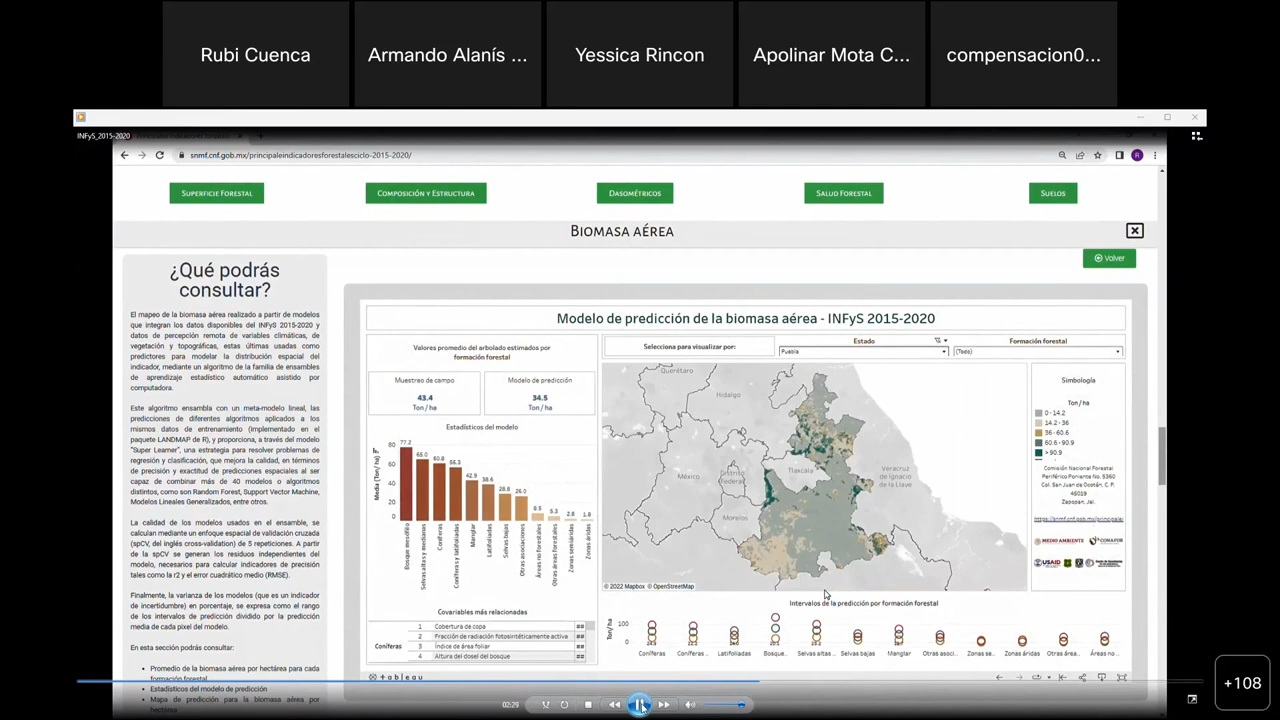 Rubi Cuenca
Armando Alanís ...
Yessica Rincon
Apolinar Mota C...
compensacion0...
INFyS_2015-2020
snmf.cnf.gob.mx/principaleindicadoresforestalesciclo-2015-2020/
R
SUPERFICIE FORESTAL
COMPOSICIÓN Y ESTRUCTURA
DASOMÉTRICOS
SALUD FORESTAL
SUELOS
BIOMASA AÉREA
Volver
¿Qué podrás
consultar?
El mapeo de la biomasa aérea realizado a partir de modelos
que integran los datos disponibles del INFyS 2015-2020 y
datos de percepción remota de variables climáticas, de
vegetación y topográficas, estas últimas usadas como
predictores para modelar la distribución espacial del
indicador, mediante un algoritmo de la familia de ensambles
de aprendizaje estadístico automático asistido por
computadora.
Este algoritmo ensambla con un meta-modelo lineal, las
predicciones de diferentes algoritmos aplicados a los
mismos datos de entrenamiento (implementado en el
paquete LANDMAP de R), y proporciona, a través del modelo
"Super Learner", una estrategia para resolver problemas de
regresión y clasificación, que mejora la calidad, en términos
de precisión y exactitud de predicciones espaciales al ser
capaz de combinar más de 40 modelos o algoritmos
distintos, como son Random Forest, Support Vector Machine,
Modelos Lineales Generalizados, entre otros.
La calidad de los modelos usados en el ensamble, se
calculan mediante un enfoque espacial de validación cruzada
(spCV, del inglés cross-validation) de 5 repeticiones. A partir
de la spCV se generan los residuos independientes del
modelo, necesarios para calcular indicadores de precisión
tales como la r2 y el error cuadrático medio (RMSE).
Finalmente, la varianza de los modelos (que es un indicador
de incertidumbre) en porcentaje, se expresa como el rango
de los intervalos de predicción dividido por la predicción
media de cada pixel del modelo.
En esta sección podrás consultar:
Promedio de la biomasa aérea por hectárea para cada
formación forestal
Estadísticos del modelo de predicción
Mapa de predicción para la biomasa aérea por
hectárea
Modelo de predicción de la biomasa aérea - INFyS 2015-2020
Valores promedio del arbolado estimados por
formación forestal
Muestreo de campo
43.4
Ton / ha
Modelo de predicción
34.5
Ton / ha
Estadísticos del modelo
Media (Ton/ ha)
80
60
40
20
0
77.2
65.0
60.8
56.3
42.9
38.6
28.8
26.0
8.5
5.3
2.8
1.8
Bosque mesófilo
Selvas altas y medianas
Coníferas
Coníferas y latifoliadas
Manglar
Latifoliadas
Selvas bajas
Otras asociaciones
Áreas no forestales
Otras áreas forestales
Zonas semiáridas
Zonas áridas
Covariables más relacionadas
Coníferas
1 Cobertura de copa ##
2 Fracción de radiación fotosintéticamente activa ##
3 Índice de área foliar ##
4 Altura del dosel del bosque ##
Selecciona para visualizar por:
Estado
Puebla
Formación forestal
(Todo)
Querétaro
Hidalgo
México
Distrito
Federal
Tlaxcala
Morelos
Veracruz
de Ignacio
de la Llave
© 2022 Mapbox © OpenStreetMap
Simbología
Ton / ha
0 - 14.2
14.2 - 36
36 - 60.6
60.6 - 90.9
> 90.9
Comisión Nacional Forestal
Periférico Poniente No. 5360
Col. San Juan de Ocotán, C. P.
45019
Zapopan, Jal.
https://snmf.cnf.gob.mx/principale
MEDIO AMBIENTE
CONAFOR
USAID
Intervalos de la predicción por formación forestal
Ton/ha
100
0
Coníferas
Coníferas ..
Latifoliadas
Bosque..
Selvas altas ..
Selvas bajas
Manglar
Otras asoci...
Zonas se...
Zonas áridas
Otras área..
Áreas no ..
+ a b l e a u
02:29
+108